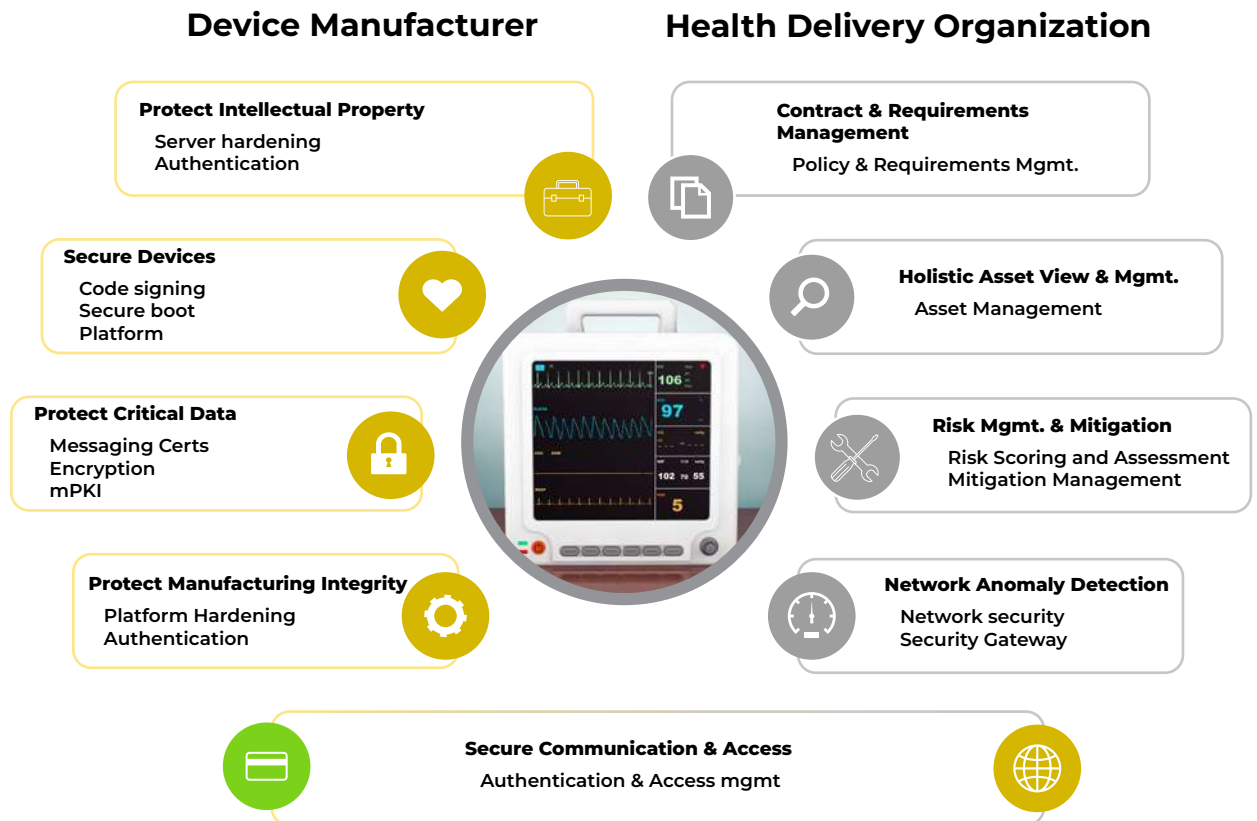 Device Manufacturer
Health Delivery Organization
Protect Intellectual Property
Server hardening
Authentication
Contract & Requirements
Management
Policy & Requirements Mgmt.
Secure Devices
Code signing
Secure boot
Platform
Holistic Asset View & Mgmt.
Asset Management
Protect Critical Data
Messaging Certs
Encryption
mPKI
Risk Mgmt. & Mitigation
Risk Scoring and Assessment
Mitigation Management
Protect Manufacturing Integrity
Platform Hardening
Authentication
Network Anomaly Detection
Network security
Security Gateway
106
97
102 70 55
5
Secure Communication & Access
Authentication & Access mgmt